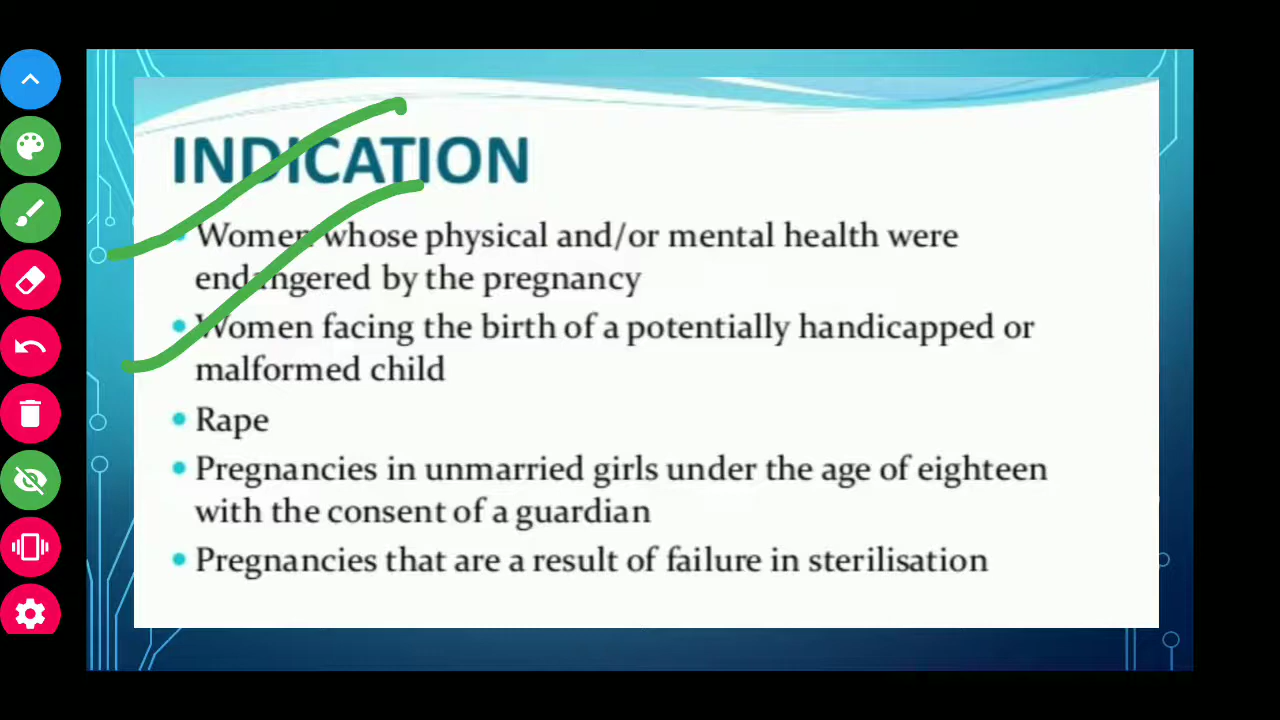 INDICATION
Women whose physical and/or mental health were
endangered by the pregnancy
Women facing the birth of a potentially handicapped or
malformed child
Rape
Pregnancies in unmarried girls under the age of eighteen
with the consent of a guardian
Pregnancies that are a result of failure in sterilisation